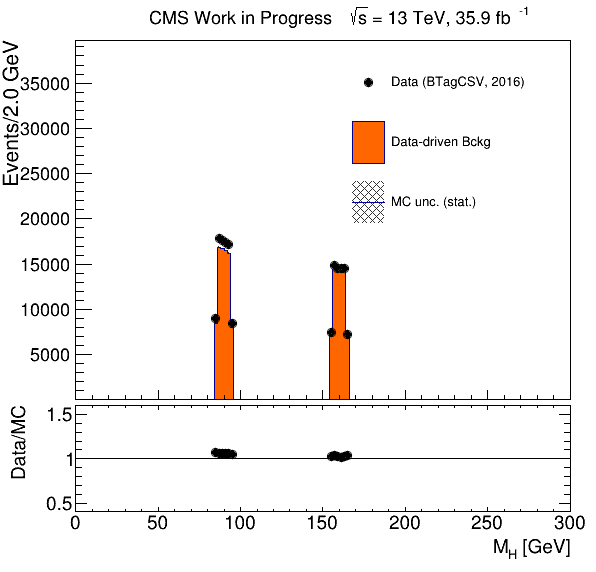 CMS Work in Progress √s = 13 TeV, 35.9 fb⁻¹
Events/2.0 GeV
35000
30000
25000
20000
15000
10000
5000
Data (BTagCSV, 2016)
Data-driven Bckg
MC unc. (stat.)
Data/MC
1.5
1
0.5
0 50 100 150 200 250 300
M_H [GeV]